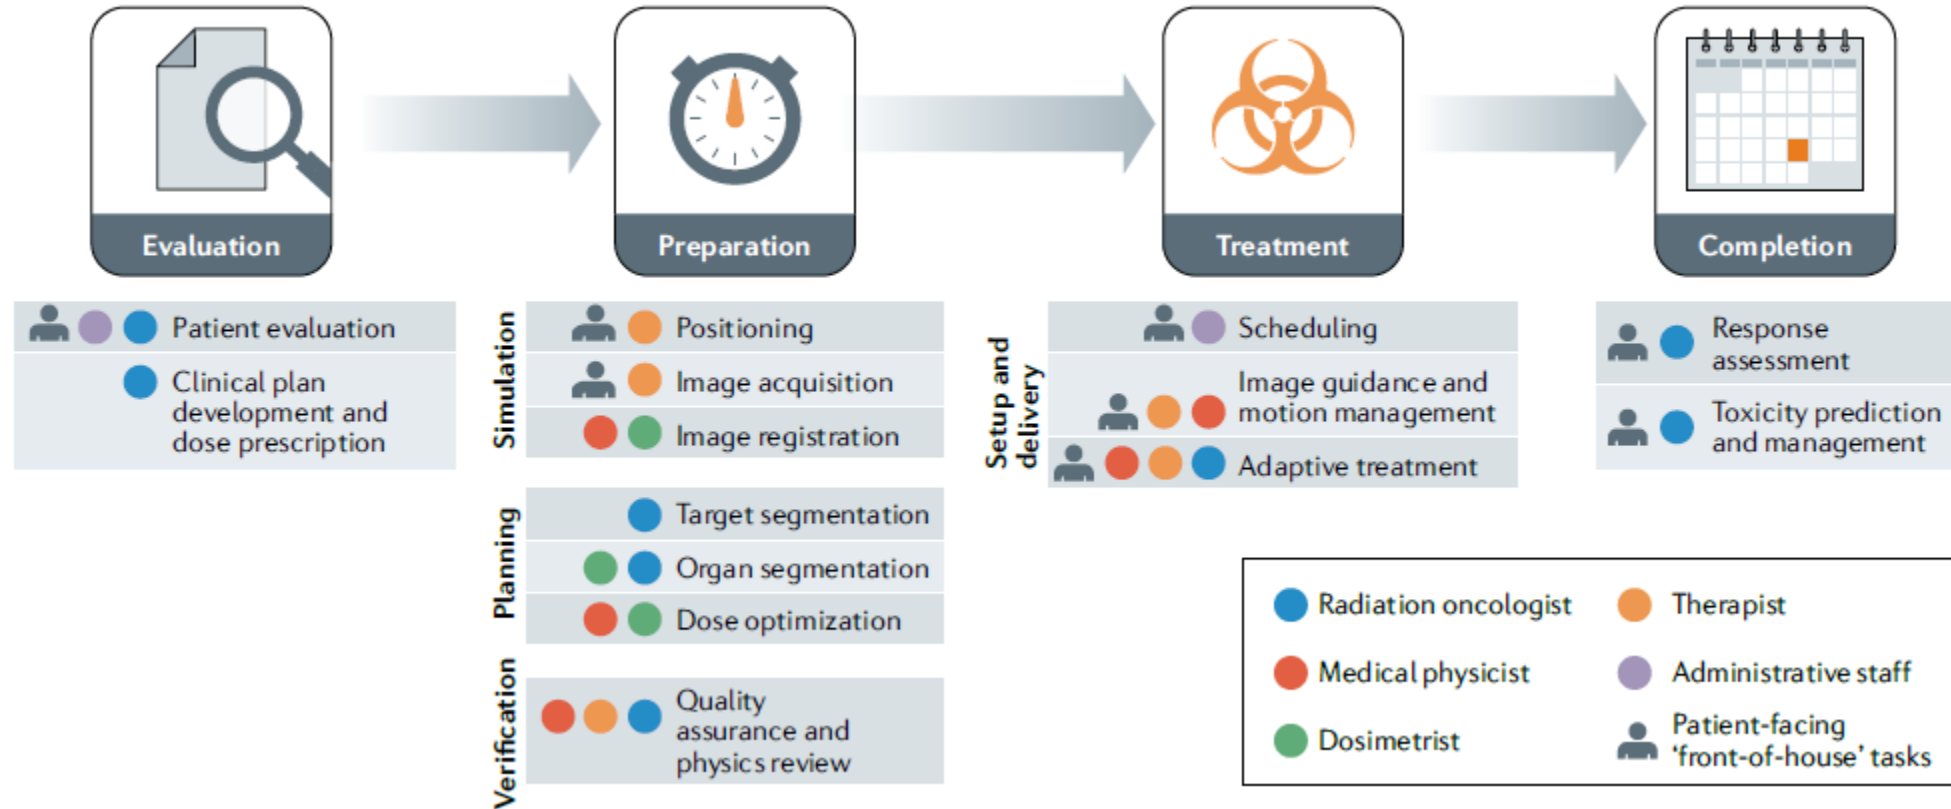 Evaluation
Preparation
Treatment
Completion
Patient evaluation
Clinical plan
development and
dose prescription
Simulation
Positioning
Image acquisition
Image registration
Planning
Target segmentation
Organ segmentation
Dose optimization
Verification
Quality
assurance and
physics review
Setup and
delivery
Scheduling
Image guidance and
motion management
Adaptive treatment
Response
assessment
Toxicity prediction
and management
Radiation oncologist
Medical physicist
Dosimetrist
Therapist
Administrative staff
Patient-facing
‘front-of-house’ tasks